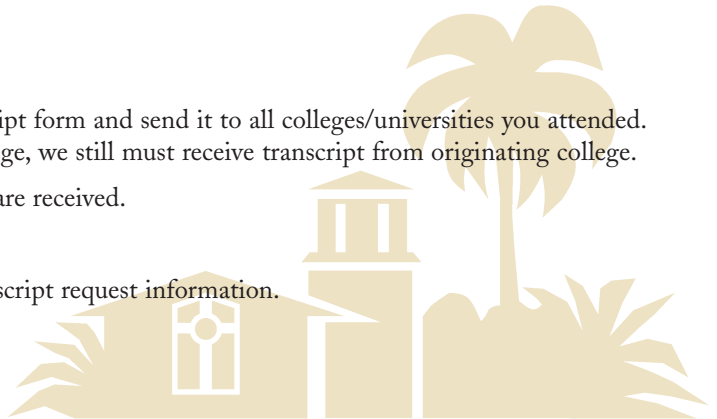 ipt form and send it to all colleges/universities you attended.
ge, we still must receive transcript from originating college.
are received.
script request information.